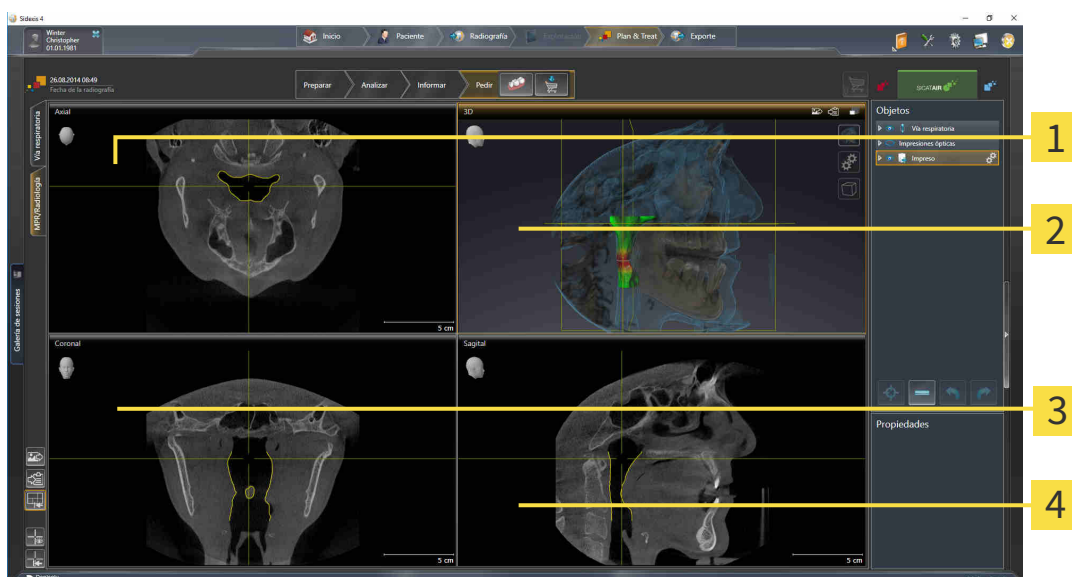 Sidexis 4
Winter
Christopher
01.01.1981
Inicio
Paciente
Radiografía
Plan & Treat
Exporte
26.08.2014 08:49
Fecha de la radiografía
Preparar
Analizar
Informar
Pedir
SICATAIR
Vía respiratoria
MPR/Radiología
Galería de sesiones
Axial
5 cm
3D
Objetos
Vía respiratoria
Impresiones ópticas
Impreso
1
2
Coronal
5 cm
Sagital
5 cm
3
Propiedades
4